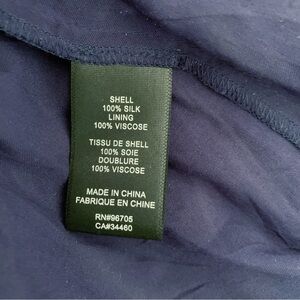 SHELL
100% SILK
LINING
100% VISCOSE
TISSU DE SHELL
100% SOIE
DOUBLURE
100% VISCOSE
MADE IN CHINA
FABRIQUE EN CHINE
RN#96705
CA#34460